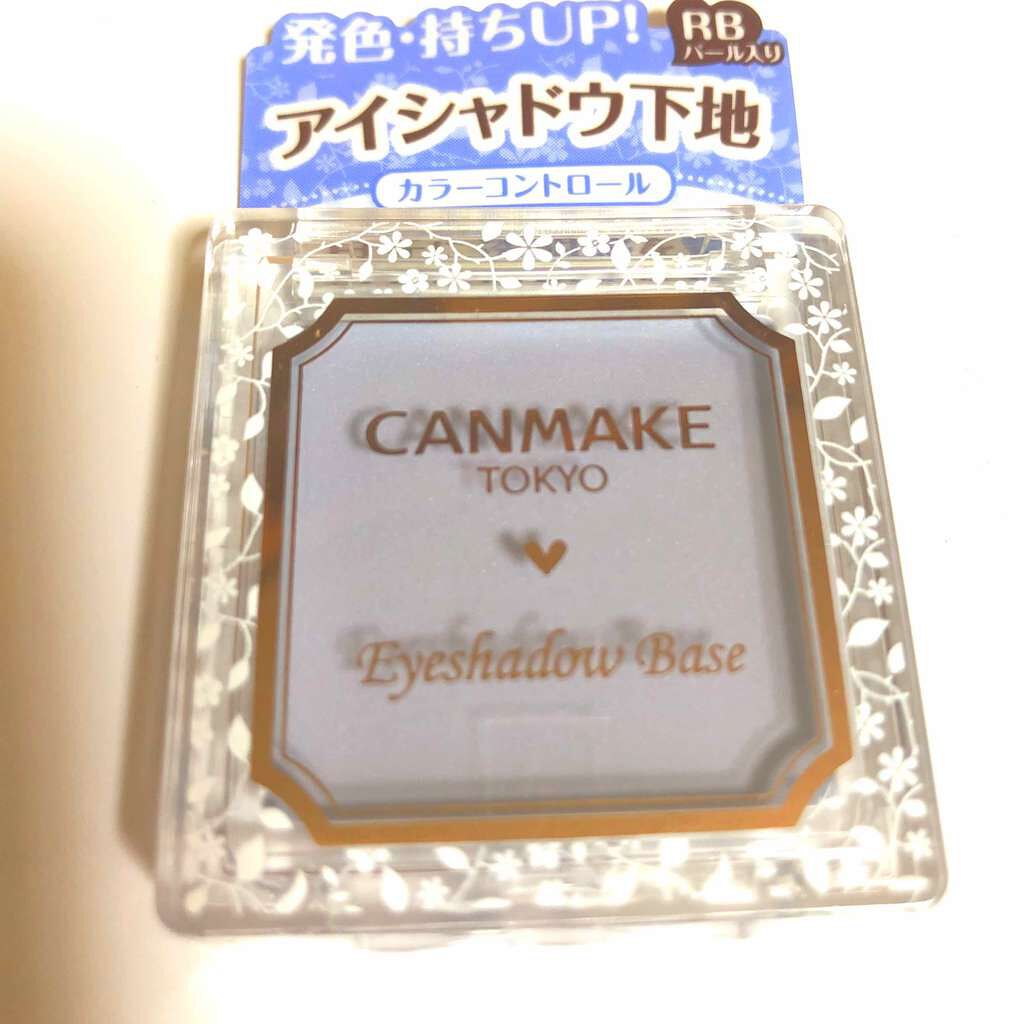 発色・持ちUP!
RB
パール入り
アイシャドウ下地
カラーコントロール
CANMAKE
TOKYO
Eyeshadow Base